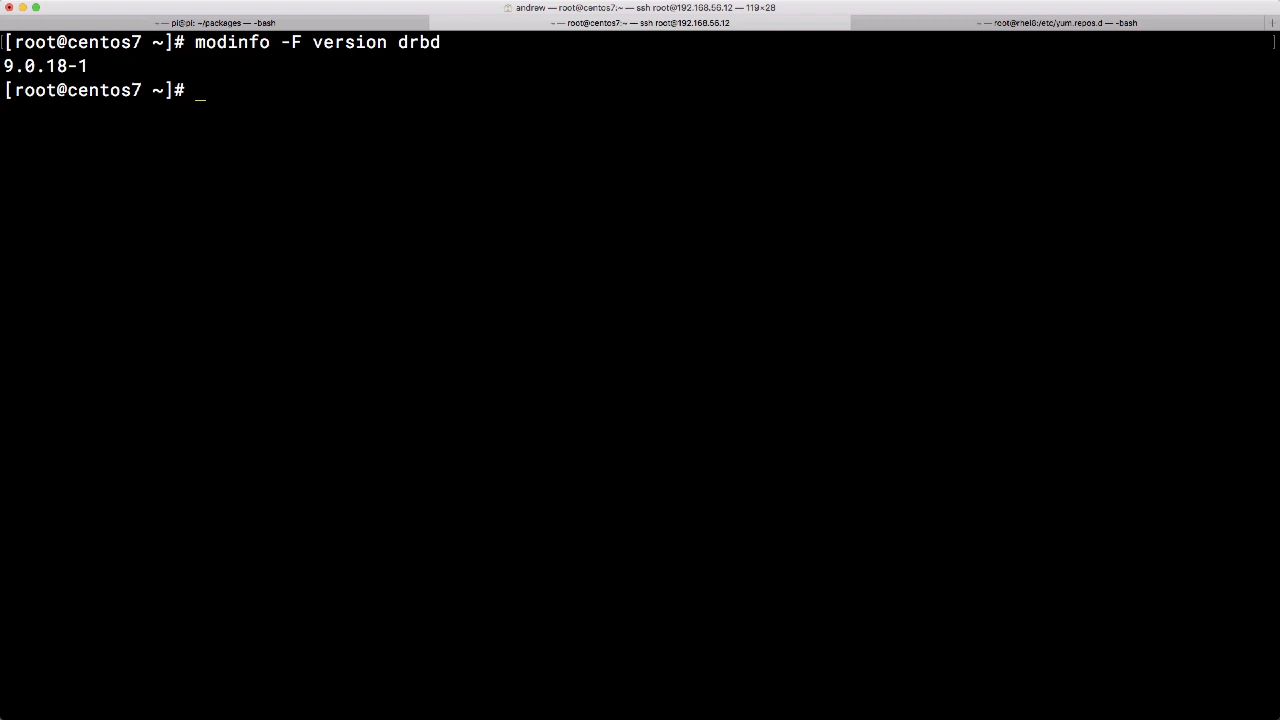 andrew — root@centos7:~ — ssh root@192.168.56.12 — 119×28
~ — pi@pi: ~/packages — -bash
~ — root@centos7:~ — ssh root@192.168.56.12
~ — root@rhel8:/etc/yum.repos.d — -bash
[root@centos7 ~]# modinfo -F version drbd
9.0.18-1
[root@centos7 ~]# _